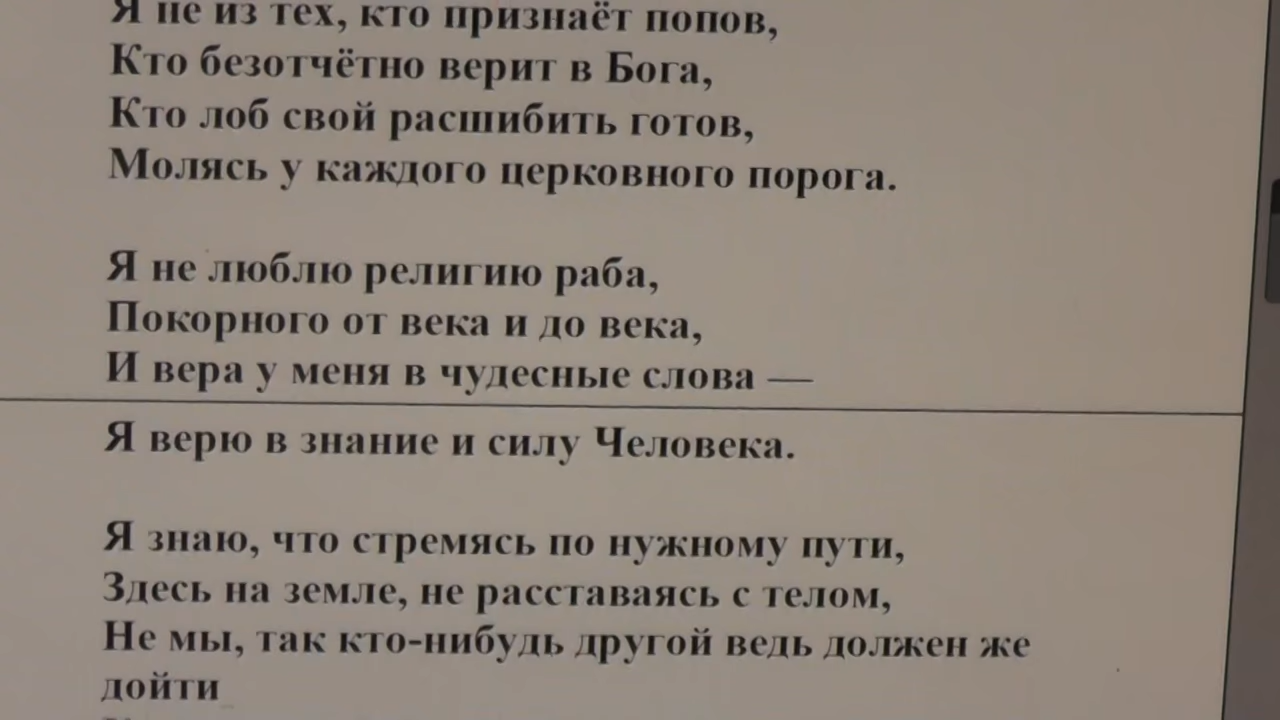 Я не из тех, кто признаёт попов,
Кто безотчётно верит в Бога,
Кто лоб свой расшибить готов,
Молясь у каждого церковного порога.
Я не люблю религию раба,
Покорного от века и до века,
И вера у меня в чудесные слова —
Я верю в знание и силу Человека.
Я знаю, что стремясь по нужному пути,
Здесь на земле, не расставаясь с телом,
Не мы, так кто-нибудь другой ведь должен же
дойти